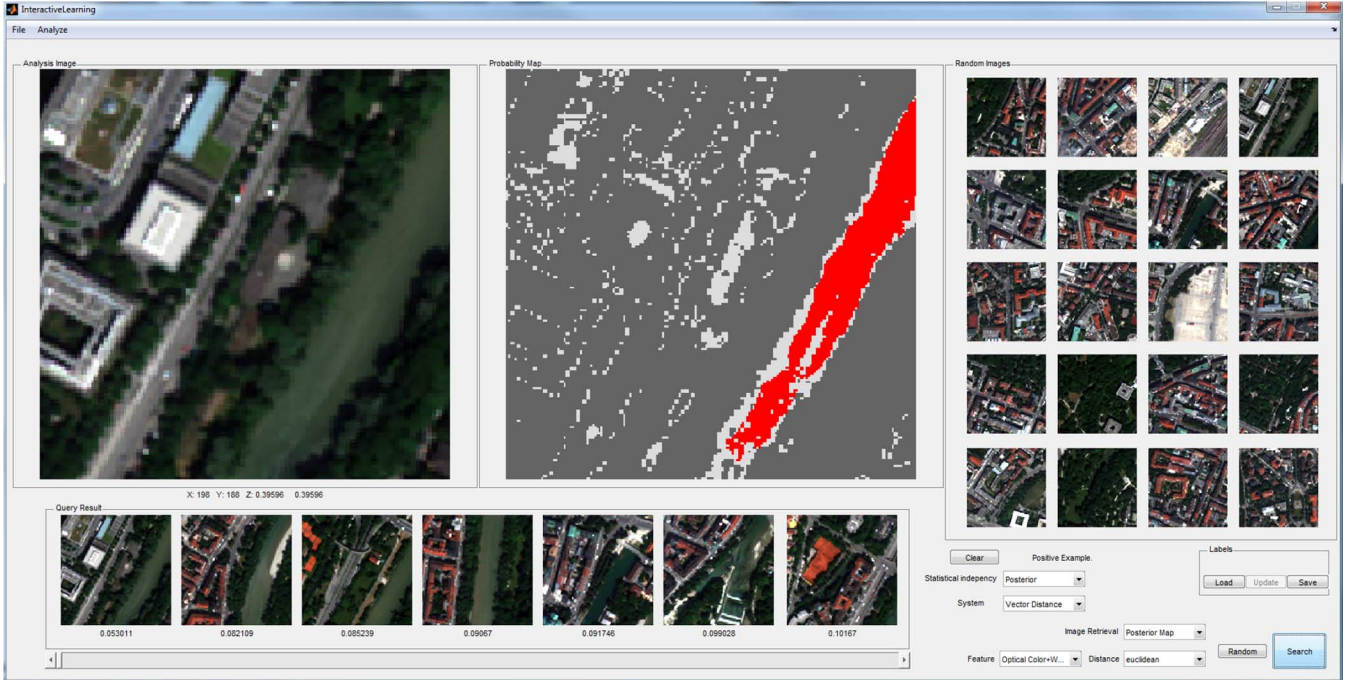 InteractiveLearning
File Analyze
Analysis Image
Probability Map
Random Images
X: 198 Y: 188 Z: 0.39596 0.39596
Query Result
0.053011 0.082109 0.085239 0.09067 0.091746 0.099028 0.10167
Clear Positive Example.
Labels
Load Update Save
Statistical indepency Posterior
System Vector Distance
Image Retrieval Posterior Map
Feature Optical Color+W... Distance euclidean Random Search